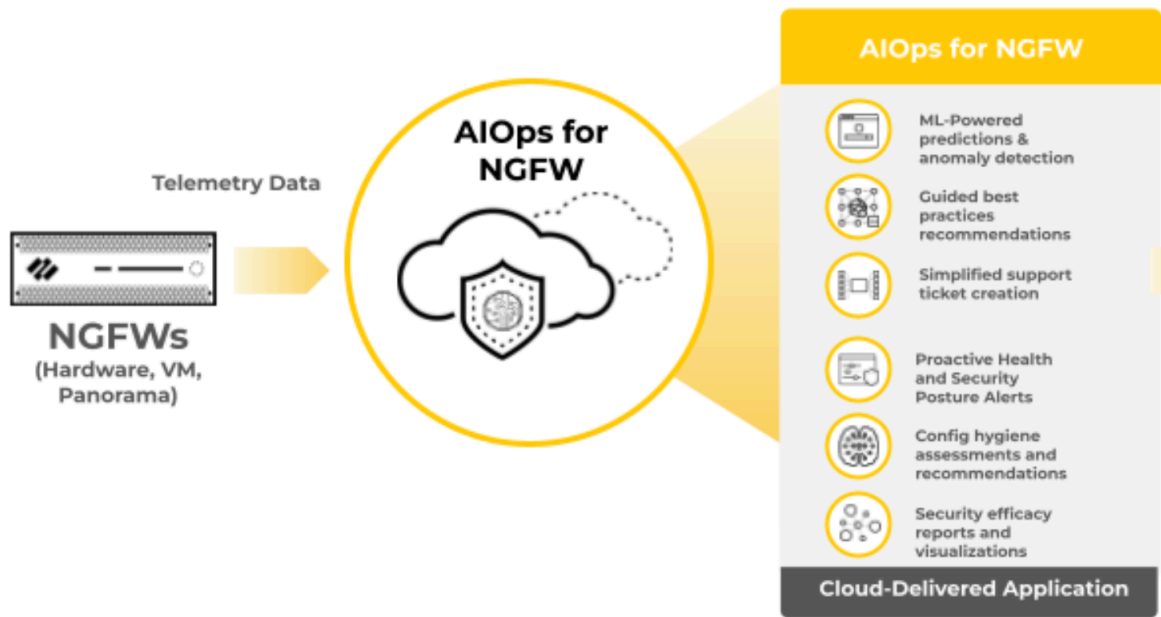 Telemetry Data
NGFWs
(Hardware, VM,
Panorama)
AIOps for
NGFW
AIOps for NGFW
ML-Powered
predictions &
anomaly detection
Guided best
practices
recommendations
Simplified support
ticket creation
Proactive Health
and Security
Posture Alerts
Config hygiene
assessments and
recommendations
Security efficacy
reports and
visualizations
Cloud-Delivered Application